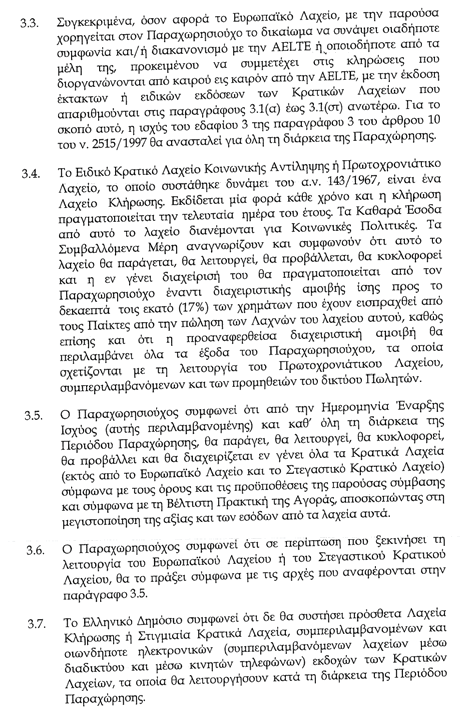 3.3. Συγκεκριμένα, όσον αφορά το Ευρωπαϊκό Λαχείο, με την παρούσα
χορηγείται στον Παραχωρησιούχο το δικαίωμα να συνάψει οιαδήποτε
συμφωνία και/ή διακανονισμό με την AELTE ή οποιοδήποτε από τα
μέλη της, προκειμένου να συμμετέχει στις κληρώσεις που
διοργανώνονται από καιρού εις καιρόν από την AELTE, με την έκδοση
έκτακτων ή ειδικών εκδόσεων των Κρατικών Λαχείων που
απαριθμούνται στις παραγράφους 3.1(α) έως 3.1(στ) ανωτέρω. Για το
σκοπό αυτό, η ισχύς του εδαφίου 3 της παραγράφου 3 του άρθρου 10
του ν. 2515/1997 θα ανασταλεί για όλη τη διάρκεια της Παραχώρησης.
3.4. Το Ειδικό Κρατικό Λαχείο Κοινωνικής Αντίληψης ή Πρωτοχρονιάτικο
Λαχείο, το οποίο συστάθηκε δυνάμει του α.ν. 143/1967, είναι ένα
Λαχείο Κλήρωσης. Εκδίδεται μία φορά κάθε χρόνο και η κλήρωση
πραγματοποιείται την τελευταία ημέρα του έτους. Τα Καθαρά Έσοδα
από αυτό το λαχείο διανέμονται για Κοινωνικές Πολιτικές. Τα
Συμβαλλόμενα Μέρη αναγνωρίζουν και συμφωνούν ότι αυτό το
λαχείο θα παράγεται, θα λειτουργεί, θα προβάλλεται, θα κυκλοφορεί
και η εν γένει διαχείρισή του θα πραγματοποιείται από τον
Παραχωρησιούχο έναντι διαχειριστικής αμοιβής ίσης προς το
δεκαεπτά τοις εκατό (17%) των χρημάτων που έχουν εισπραχθεί από
τους Παίκτες από την πώληση των Λαχνών του λαχείου αυτού, καθώς
επίσης και ότι η προαναφερθείσα διαχειριστική αμοιβή θα
περιλαμβάνει όλα τα έξοδα του Παραχωρησιούχου, τα οποία
σχετίζονται με τη λειτουργία του Πρωτοχρονιάτικου Λαχείου,
συμπεριλαμβανόμενων και των προμηθειών του δικτύου Πωλητών.
3.5. Ο Παραχωρησιούχος συμφωνεί ότι από την Ημερομηνία Έναρξης
Ισχύος (αυτής περιλαμβανομένης) και καθ' όλη τη διάρκεια της
Περιόδου Παραχώρησης, θα παράγει, θα λειτουργεί, θα κυκλοφορεί,
θα προβάλλει και θα διαχειρίζεται εν γένει όλα τα Κρατικά Λαχεία
(εκτός από το Ευρωπαϊκό Λαχείο και το Στεγαστικό Κρατικό Λαχείο)
σύμφωνα με τους όρους και τις προϋποθέσεις της παρούσας σύμβασης
και σύμφωνα με τη Βέλτιστη Πρακτική της Αγοράς, αποσκοπώντας στη
μεγιστοποίηση της αξίας και των εσόδων από τα λαχεία αυτά.
3.6. Ο Παραχωρησιούχος συμφωνεί ότι σε περίπτωση που ξεκινήσει τη
λειτουργία του Ευρωπαϊκού Λαχείου ή του Στεγαστικού Κρατικού
Λαχείου, θα το πράξει σύμφωνα με τις αρχές που αναφέρονται στην
παράγραφο 3.5.
3.7. Το Ελληνικό Δημόσιο συμφωνεί ότι δε θα συστήσει πρόσθετα Λαχεία
Κλήρωσης ή Στιγμιαία Κρατικά Λαχεία, συμπεριλαμβανομένων και
οιωνδήποτε ηλεκτρονικών (συμπεριλαμβανόμενων λαχείων μέσω
διαδικτύου και μέσω κινητών τηλεφώνων) εκδοχών των Κρατικών
Λαχείων, τα οποία θα λειτουργήσουν κατά τη διάρκεια της Περιόδου
Παραχώρησης.